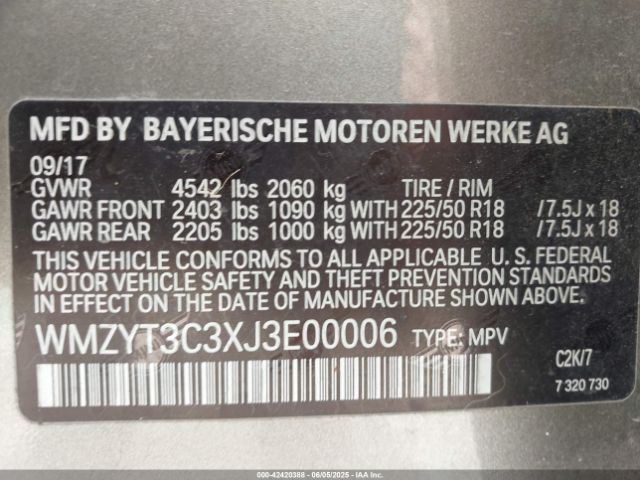 MFD BY BAYERISCHE MOTOREN WERKE AG
09/17
GVWR 4542 lbs 2060 kg TIRE / RIM
GAWR FRONT 2403 lbs 1090 kg WITH 225/50 R18 /7.5J x 18
GAWR REAR 2205 lbs 1000 kg WITH 225/50 R18 /7.5J x 18
THIS VEHICLE CONFORMS TO ALL APPLICABLE U. S. FEDERAL
MOTOR VEHICLE SAFETY AND THEFT PREVENTION STANDARDS
IN EFFECT ON THE DATE OF MANUFACTURE SHOWN ABOVE.
WMZYT3C3XJ3E00006 TYPE: MPV
C2K/7
7 320 730
000-42420388 - 06/05/2025 - IAA Inc.